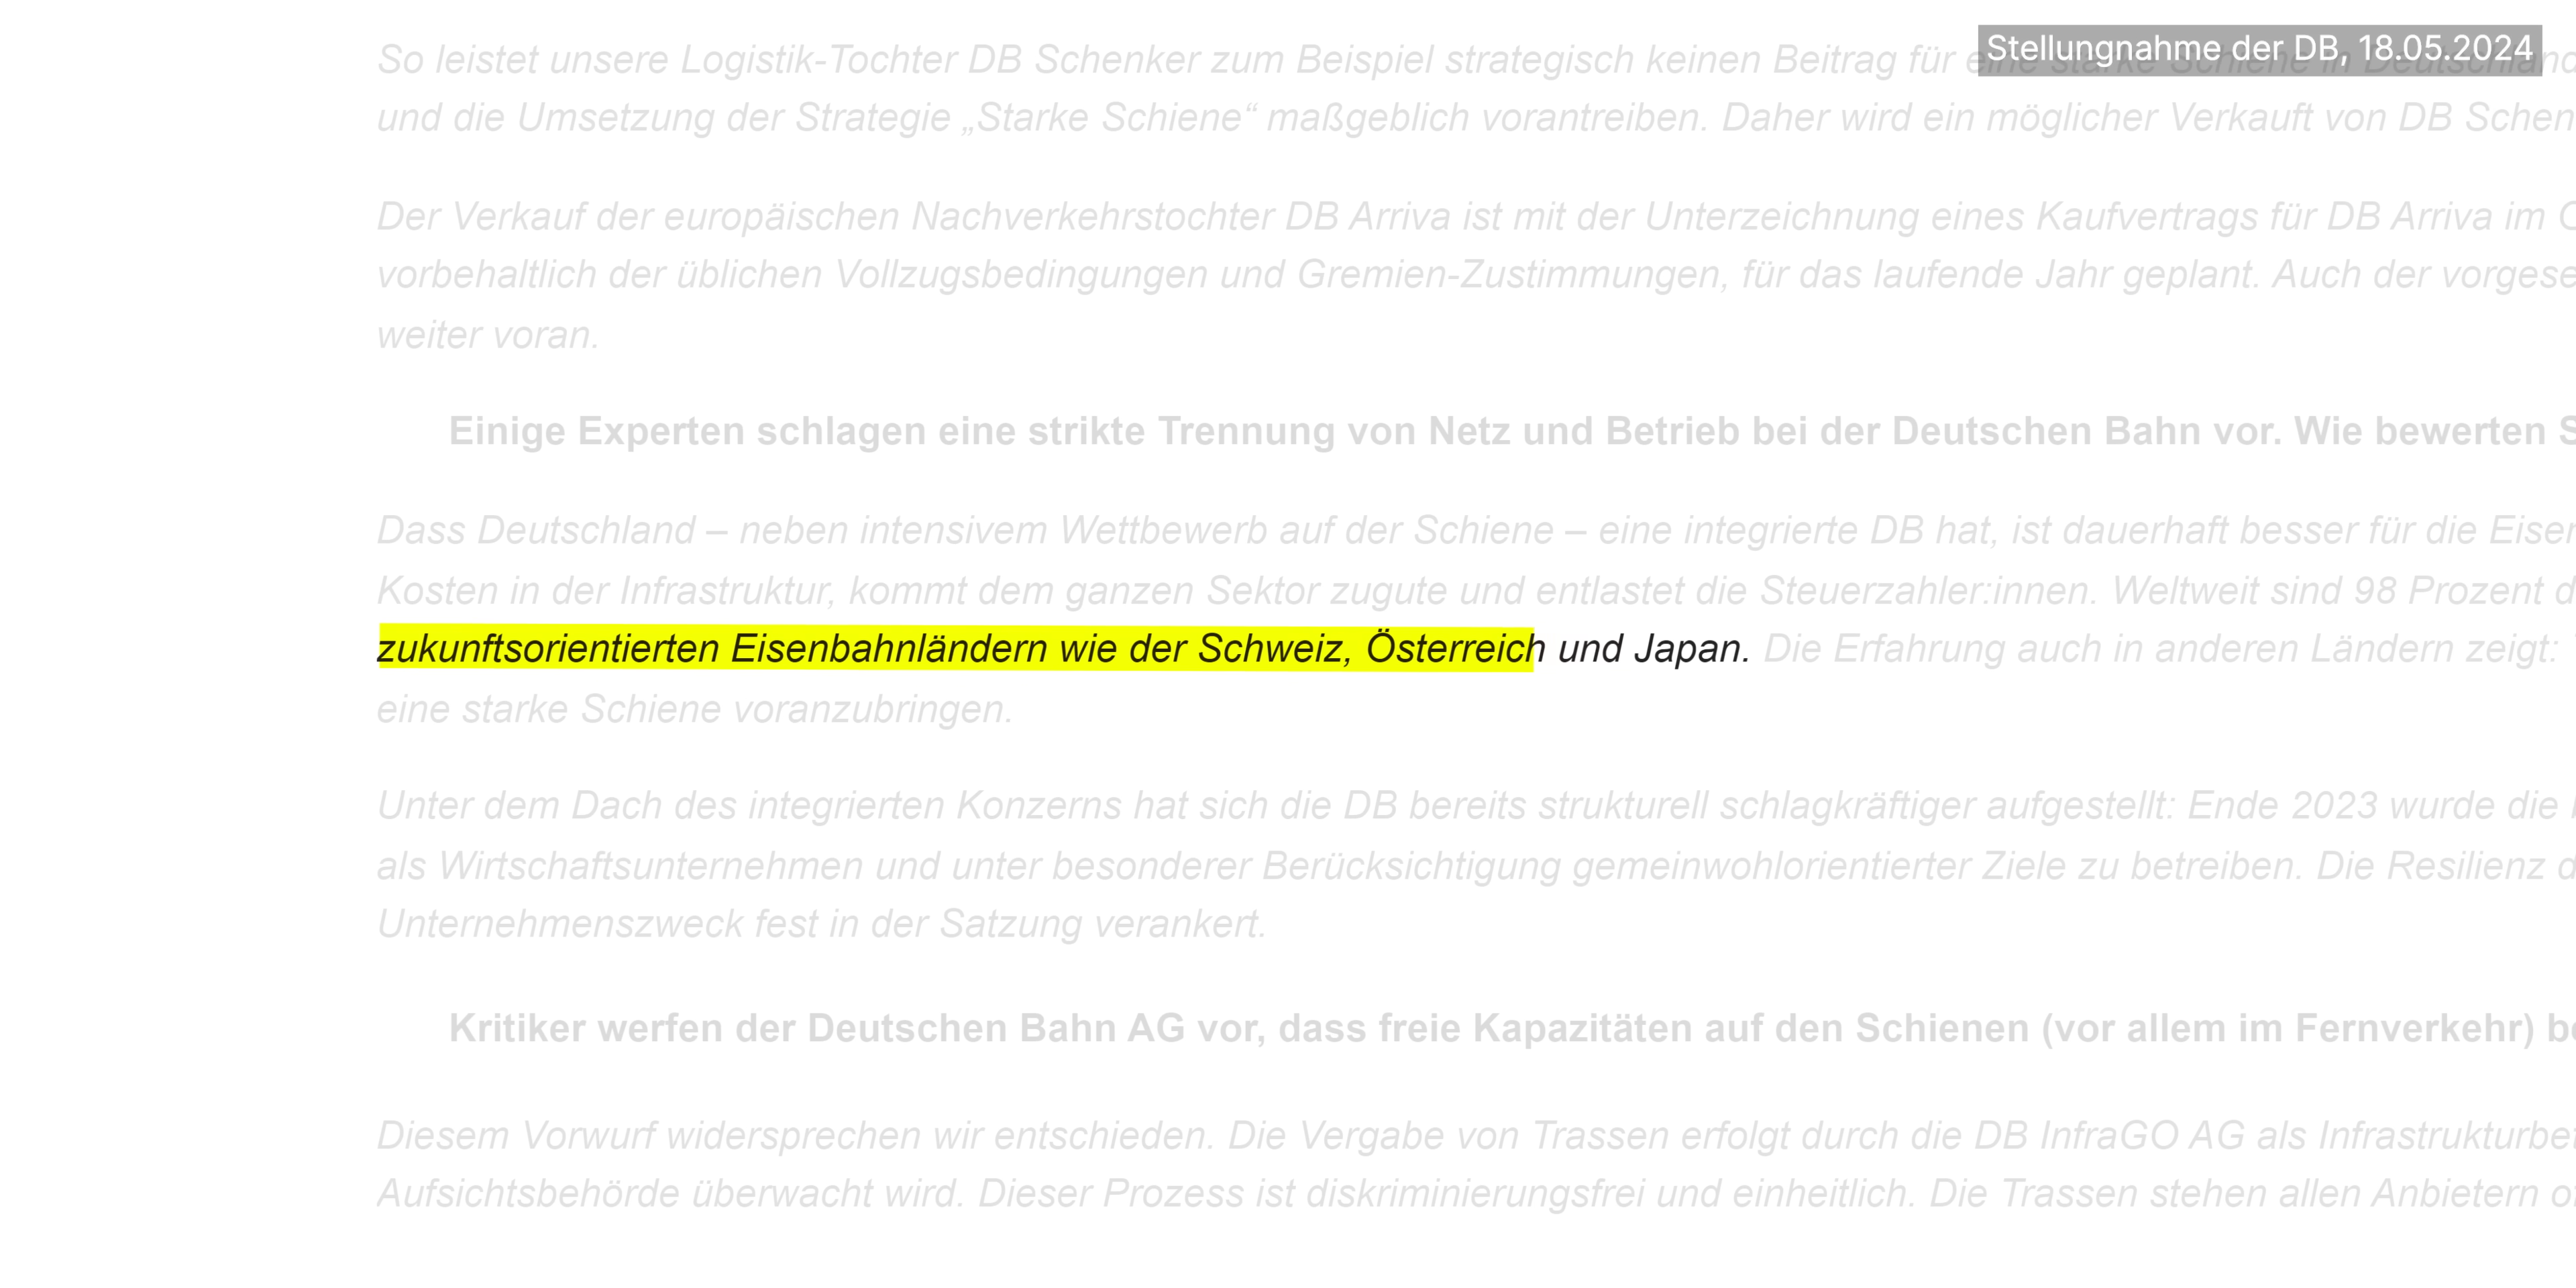 Stellungnahme der DB, 18.05.2024
So leistet unsere Logistik-Tochter DB Schenker zum Beispiel strategisch keinen Beitrag für eine starke Schiene in Deutschland
und die Umsetzung der Strategie „Starke Schiene“ maßgeblich vorantreiben. Daher wird ein möglicher Verkauft von DB Schen
Der Verkauf der europäischen Nachverkehrstochter DB Arriva ist mit der Unterzeichnung eines Kaufvertrags für DB Arriva im
vorbehaltlich der üblichen Vollzugsbedingungen und Gremien-Zustimmungen, für das laufende Jahr geplant. Auch der vorgese
weiter voran.
Einige Experten schlagen eine strikte Trennung von Netz und Betrieb bei der Deutschen Bahn vor. Wie bewerten S
Dass Deutschland – neben intensivem Wettbewerb auf der Schiene – eine integrierte DB hat, ist dauerhaft besser für die Eisen
Kosten in der Infrastruktur, kommt dem ganzen Sektor zugute und entlastet die Steuerzahler:innen. Weltweit sind 98 Prozent d
zukunftsorientierten Eisenbahnländern wie der Schweiz, Österreich und Japan. Die Erfahrung auch in anderen Ländern zeigt:
eine starke Schiene voranzubringen.
Unter dem Dach des integrierten Konzerns hat sich die DB bereits strukturell schlagkräftiger aufgestellt: Ende 2023 wurde die
als Wirtschaftsunternehmen und unter besonderer Berücksichtigung gemeinwohlorientierter Ziele zu betreiben. Die Resilienz d
Unternehmenszweck fest in der Satzung verankert.
Kritiker werfen der Deutschen Bahn AG vor, dass freie Kapazitäten auf den Schienen (vor allem im Fernverkehr) be
Diesem Vorwurf widersprechen wir entschieden. Die Vergabe von Trassen erfolgt durch die DB InfraGO AG als Infrastrukturbet
Aufsichtsbehörde überwacht wird. Dieser Prozess ist diskriminierungsfrei und einheitlich. Die Trassen stehen allen Anbietern of